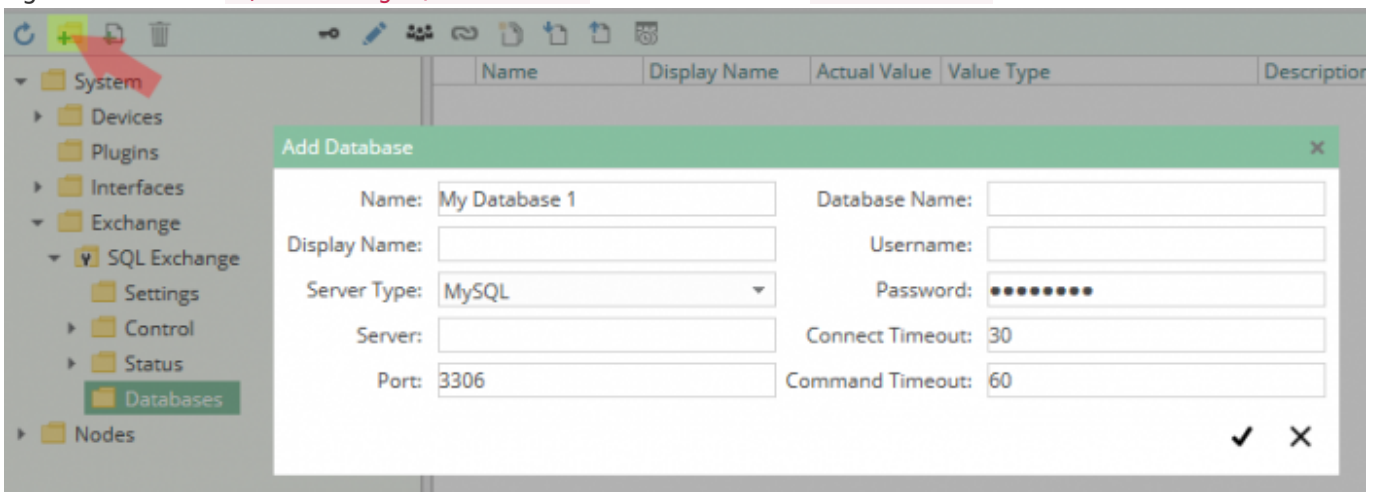 Name Display Name Actual Value Value Type Description
System
Devices
Plugins
Interfaces
Exchange
SQL Exchange
Settings
Control
Status
Databases
Nodes
Add Database
Name: My Database 1
Display Name:
Server Type: MySQL
Server:
Port: 3306
Database Name:
Username:
Password: ••••••••
Connect Timeout: 30
Command Timeout: 60